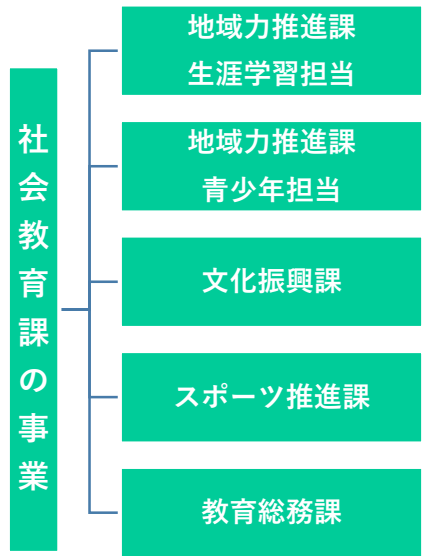 社会教育課の事業
地域力推進課
生涯学習担当
地域力推進課
青少年担当
文化振興課
スポーツ推進課
教育総務課